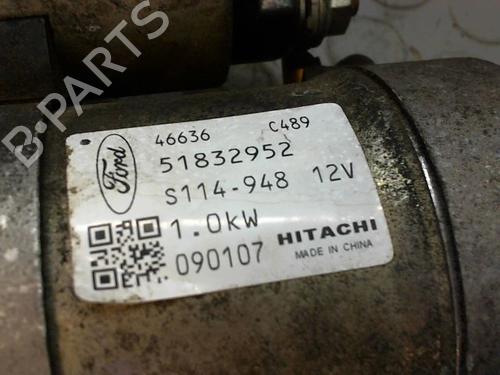 B-PARTS
46636 C489
Ford
51832952
S114-948 12V
1.0kW
HITACHI
090107 MADE IN CHINA